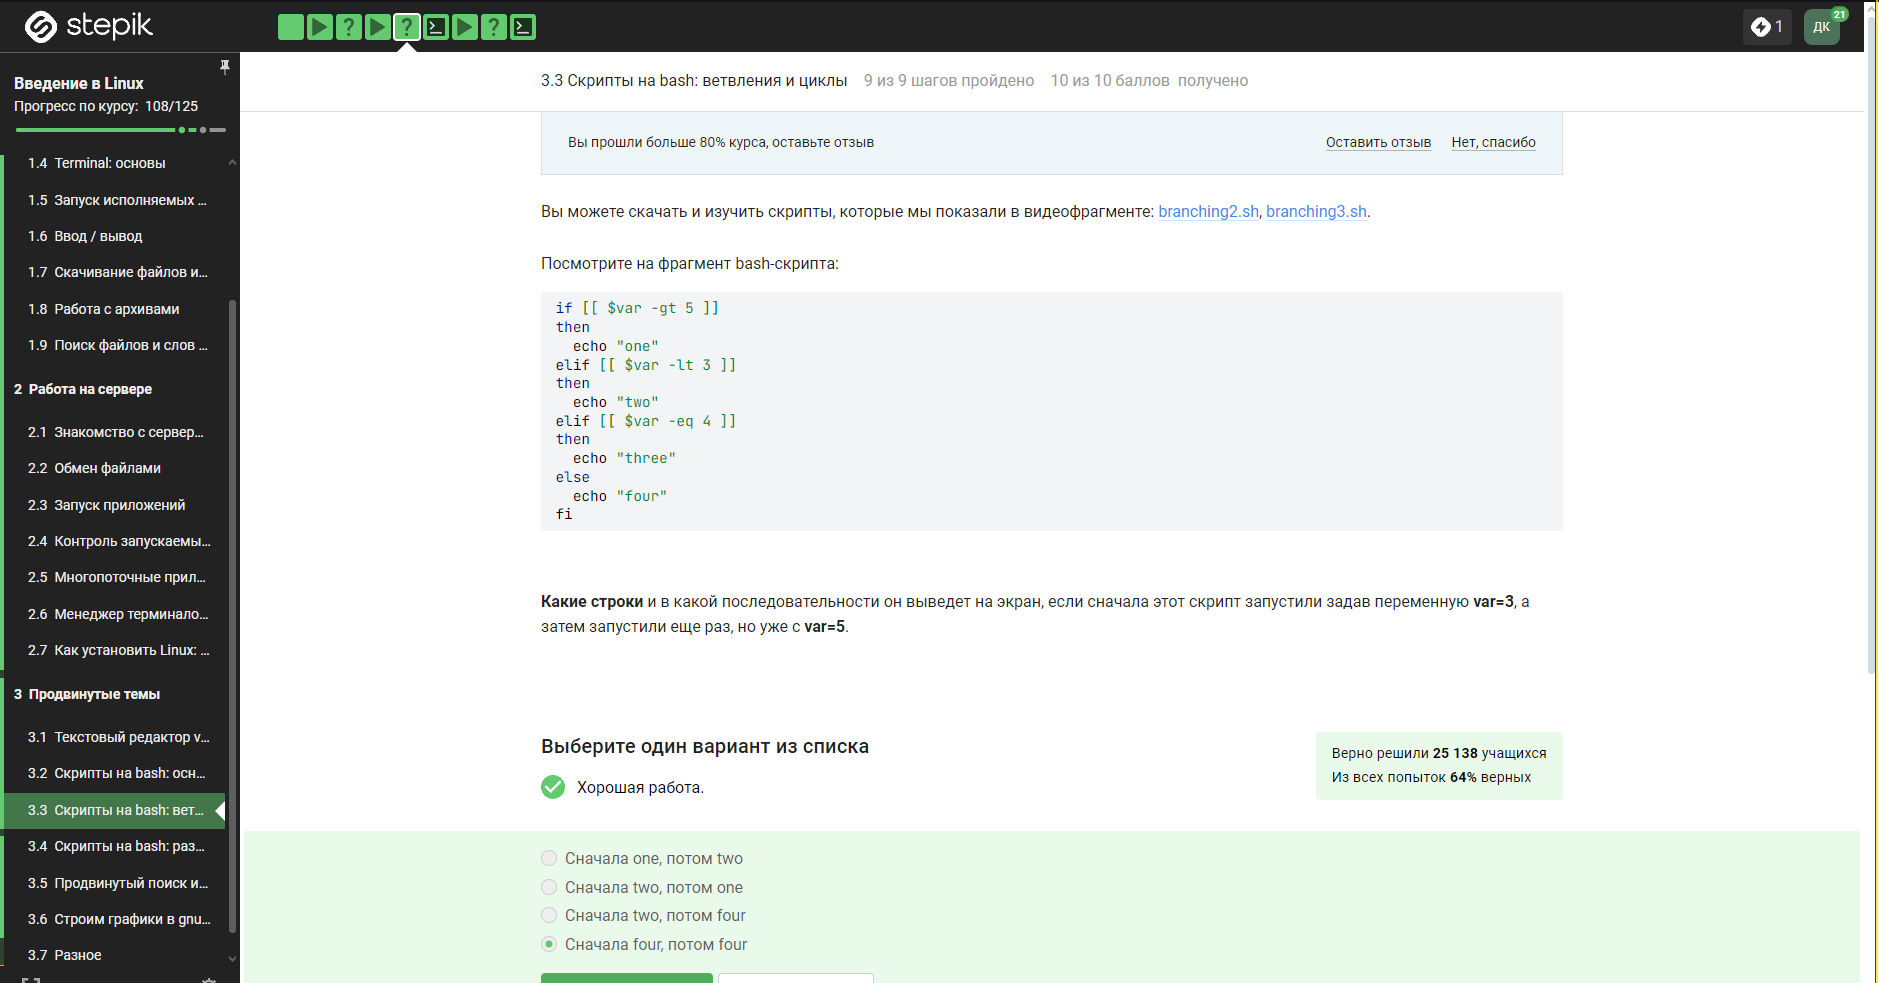 stepik
1
ДК
21
Введение в Linux
Прогресс по курсу: 108/125
1.4 Terminal: основы
1.5 Запуск исполняемых ...
1.6 Ввод / вывод
1.7 Скачивание файлов и...
1.8 Работа с архивами
1.9 Поиск файлов и слов ...
2 Работа на сервере
2.1 Знакомство с сервер...
2.2 Обмен файлами
2.3 Запуск приложений
2.4 Контроль запускаемы...
2.5 Многопоточные прил...
2.6 Менеджер терминало...
2.7 Как установить Linux: ...
3 Продвинутые темы
3.1 Текстовый редактор v...
3.2 Скрипты на bash: осн...
3.3 Скрипты на bash: вет...
3.4 Скрипты на bash: раз...
3.5 Продвинутый поиск и...
3.6 Строим графики в gnu...
3.7 Разное
3.3 Скрипты на bash: ветвления и циклы 9 из 9 шагов пройдено 10 из 10 баллов получено
Вы прошли больше 80% курса, оставьте отзыв Оставить отзыв Нет, спасибо
Вы можете скачать и изучить скрипты, которые мы показали в видеофрагменте: branching2.sh, branching3.sh.
Посмотрите на фрагмент bash-скрипта:
if [[ $var -gt 5 ]]
then
echo "one"
elif [[ $var -lt 3 ]]
then
echo "two"
elif [[ $var -eq 4 ]]
then
echo "three"
else
echo "four"
fi
Какие строки и в какой последовательности он выведет на экран, если сначала этот скрипт запустили задав переменную var=3, а
затем запустили еще раз, но уже с var=5.
Выберите один вариант из списка
Хорошая работа.
Верно решили 25 138 учащихся
Из всех попыток 64% верных
Сначала one, потом two
Сначала two, потом one
Сначала two, потом four
Сначала four, потом four